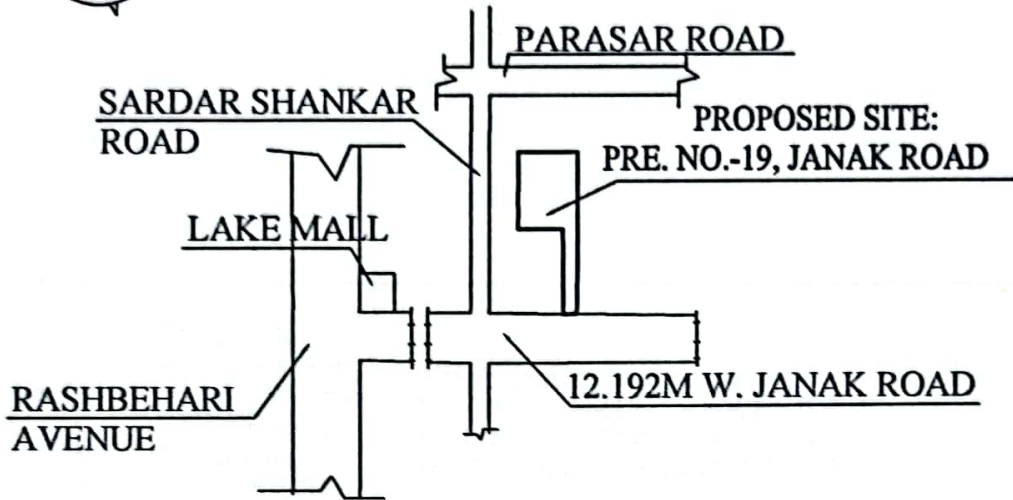 PARASAR ROAD
SARDAR SHANKAR
ROAD
PROPOSED SITE:
PRE. NO.-19, JANAK ROAD
LAKE MALL
12.192M W. JANAK ROAD
RASHBEHARI
AVENUE